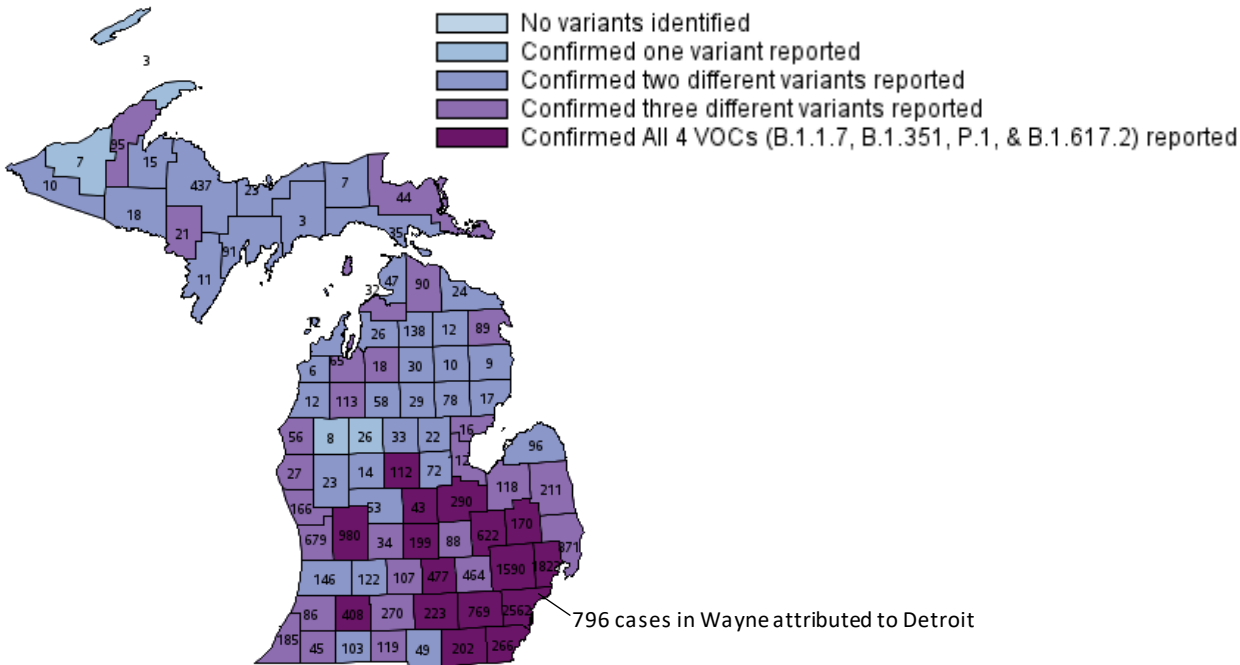 No variants identified
Confirmed one variant reported
Confirmed two different variants reported
Confirmed three different variants reported
Confirmed All 4 VOCs (B.1.1.7, B.1.351, P.1, & B.1.617.2) reported
3
95
7 15
10 437 23 7 44
18 3
21 91 35
11
47 90 24
32
12 26 138 12 89
65
6 18 30 10 9
12 113 58 29 78 17
56 8 26 33 22 16
96
27 23 14 112 72 112
118 211
166 53 43 290
170
679 980 34 199 88 622 871
146 122 107 477 464 1590 1822
86 408 270 223 769 2562
796 cases in Wayne attributed to Detroit
185 45 103 119 49 202 266